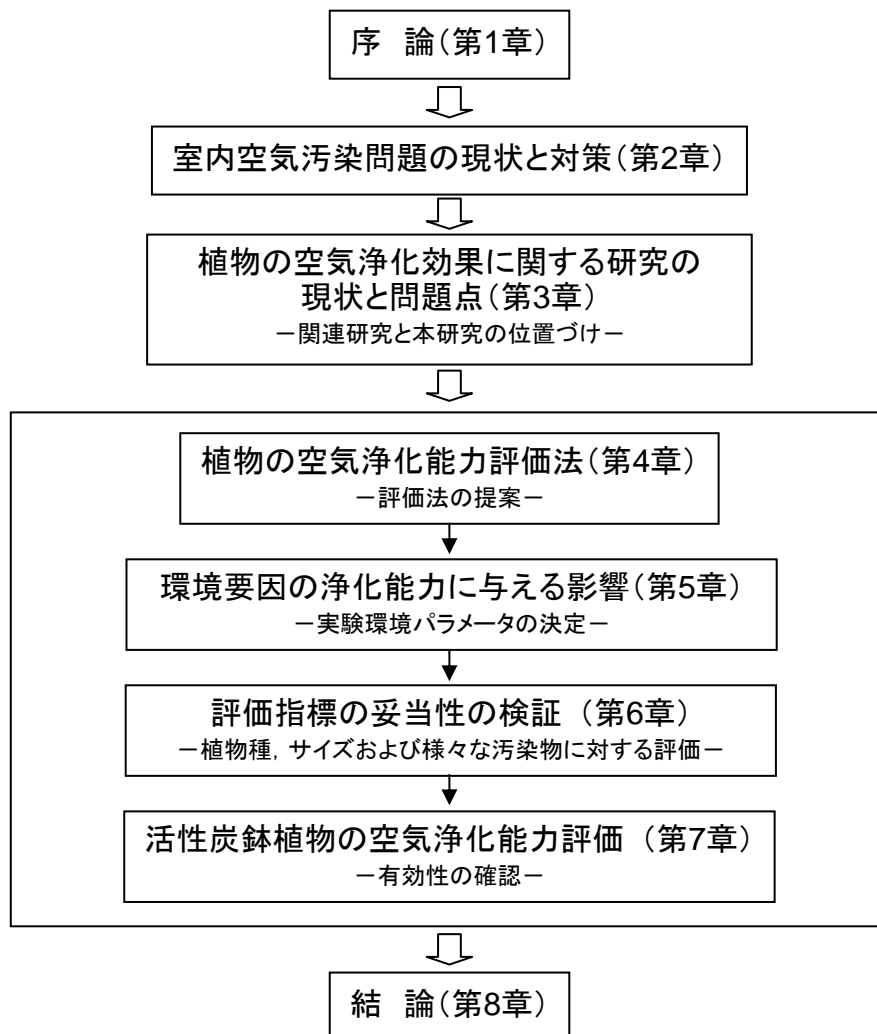 序 論(第1章)
室内空気汚染問題の現状と対策(第2章)
植物の空気浄化効果に関する研究の
現状と問題点(第3章)
－関連研究と本研究の位置づけ－
植物の空気浄化能力評価法(第4章)
－評価法の提案－
環境要因の浄化能力に与える影響(第5章)
－実験環境パラメータの決定－
評価指標の妥当性の検証 (第6章)
－植物種，サイズおよび様々な汚染物に対する評価－
活性炭鉢植物の空気浄化能力評価 (第7章)
－有効性の確認－
結 論(第8章)